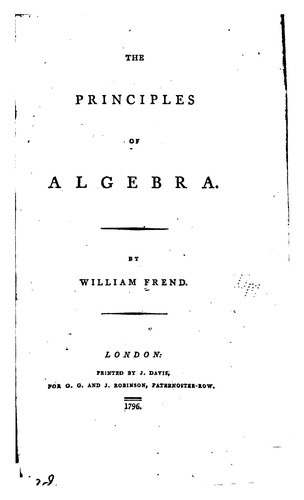 THE
PRINCIPLES
OF
ALGEBRA.
BY
WILLIAM FREND.
LONDON:
PRINTED BY J. DAVIS,
FOR G. G. AND J. ROBINSON, PATERNOSTER-ROW.
1796.